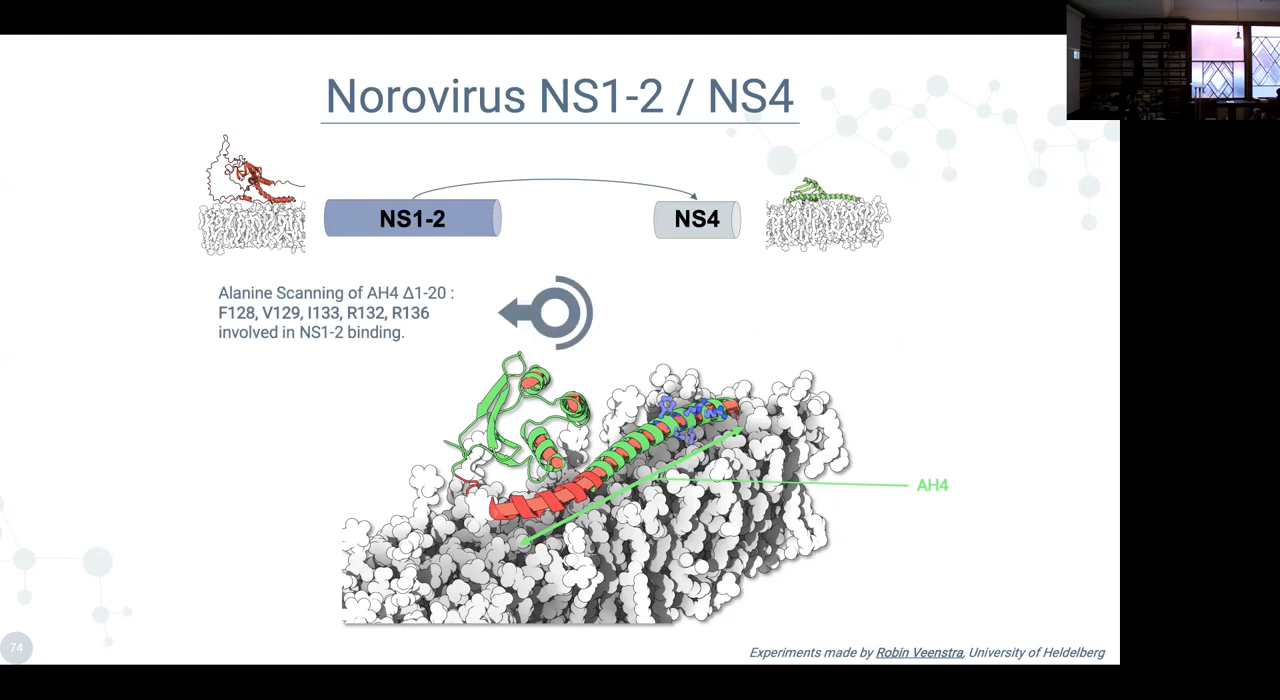 Norovirus NS1-2 / NS4
NS1-2
NS4
Alanine Scanning of AH4 Δ1-20 :
F128, V129, I133, R132, R136
involved in NS1-2 binding.
AH4
74
Experiments made by Robin Veenstra, University of Heldelberg